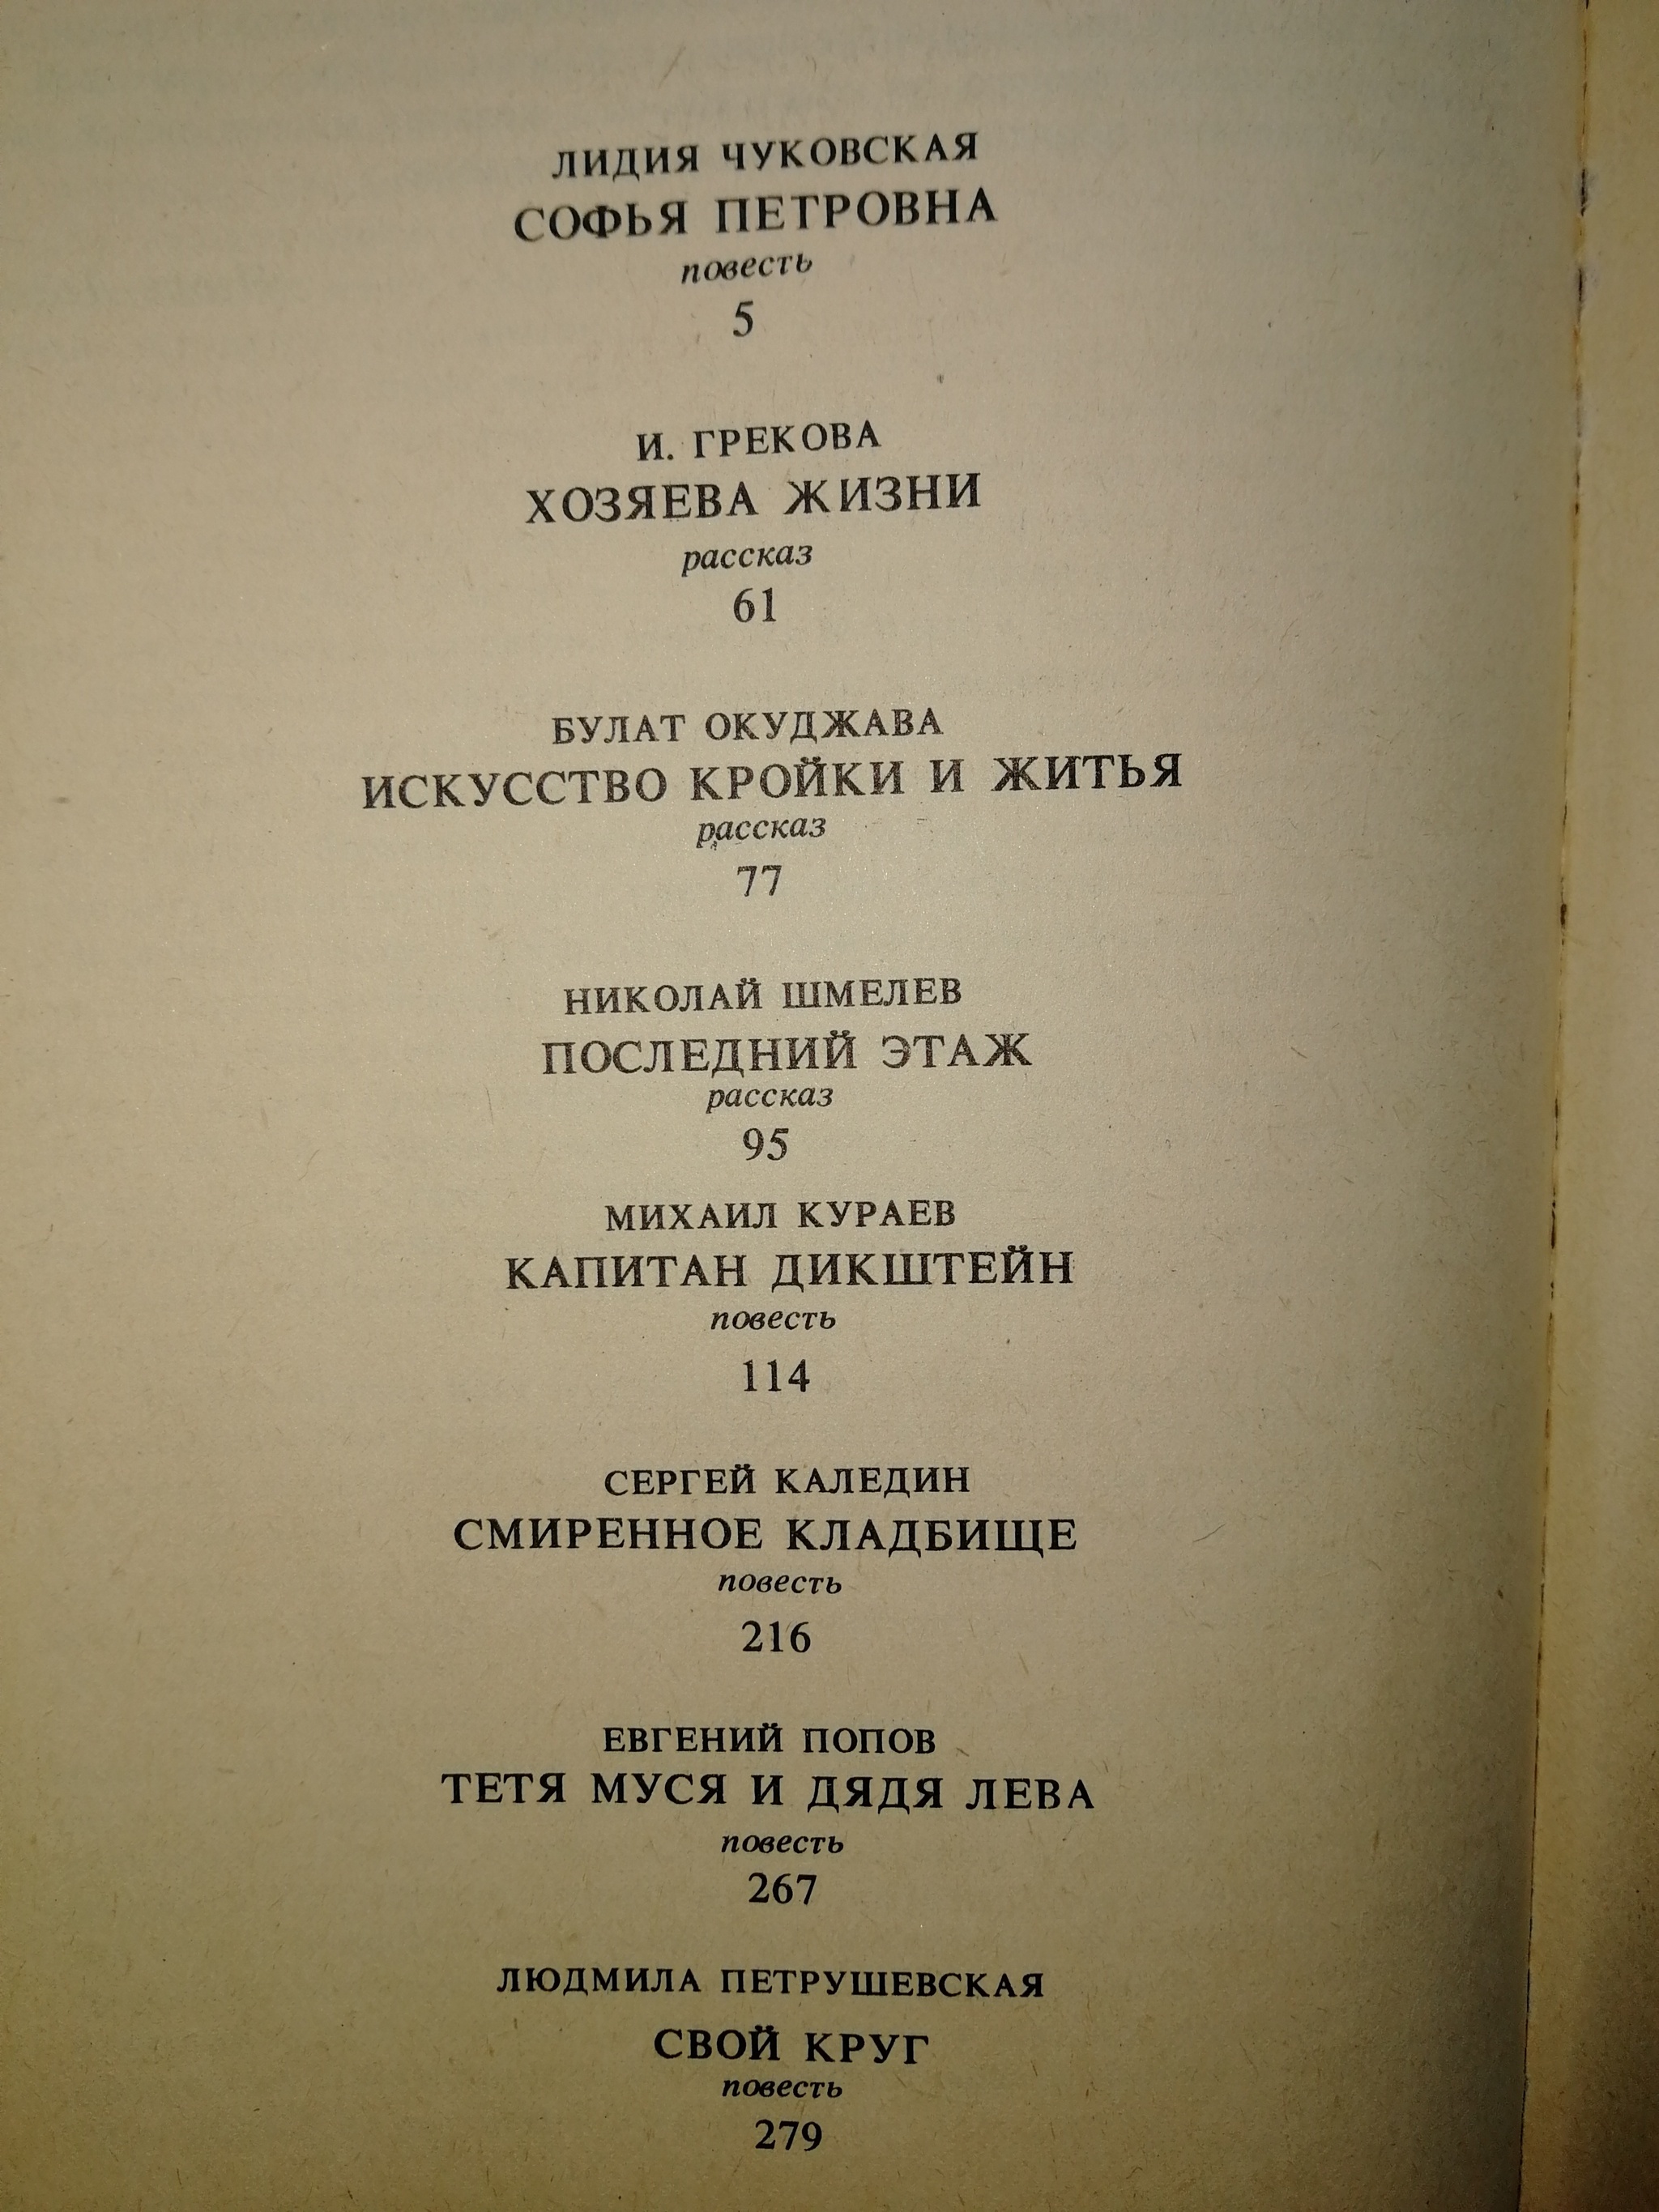 ЛИДИЯ ЧУКОВСКАЯ
СОФЬЯ ПЕТРОВНА
повесть
5
И. ГРЕКОВА
ХОЗЯЕВА ЖИЗНИ
рассказ
61
БУЛАТ ОКУДЖАВА
ИСКУССТВО КРОЙКИ И ЖИТЬЯ
рассказ
77
НИКОЛАЙ ШМЕЛЕВ
ПОСЛЕДНИЙ ЭТАЖ
рассказ
95
МИХАИЛ КУРАЕВ
КАПИТАН ДИКШТЕЙН
повесть
114
СЕРГЕЙ КАЛЕДИН
СМИРЕННОЕ КЛАДБИЩЕ
повесть
216
ЕВГЕНИЙ ПОПОВ
ТЕТЯ МУСЯ И ДЯДЯ ЛЕВА
повесть
267
ЛЮДМИЛА ПЕТРУШЕВСКАЯ
СВОЙ КРУГ
повесть
279